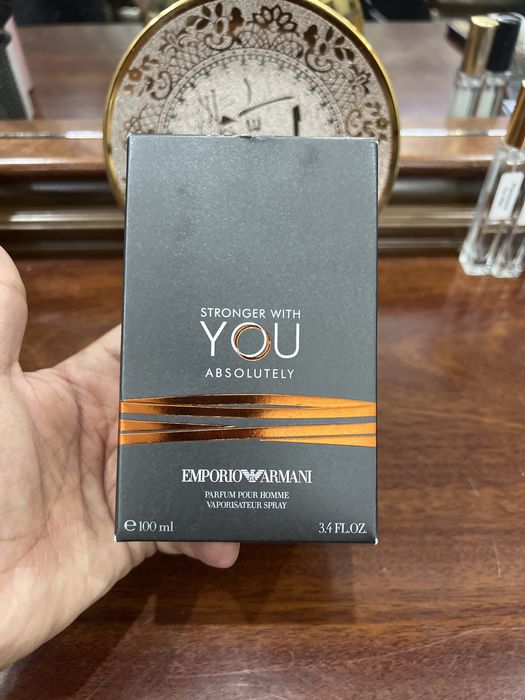 STRONGER WITH
YOU
ABSOLUTELY
EMPORIO ARMANI
PARFUM POUR HOMME
VAPORISATEUR SPRAY
℮ 100 ml
3.4 FL.OZ.